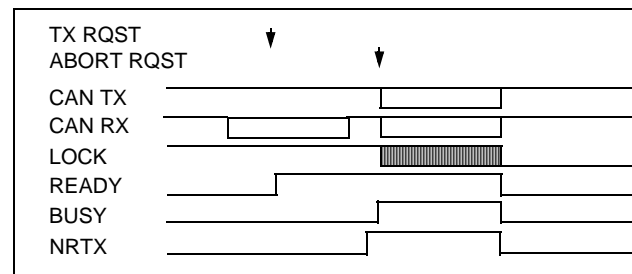 TX RQST
ABORT RQST
CAN TX
CAN RX
LOCK
READY
BUSY
NRTX